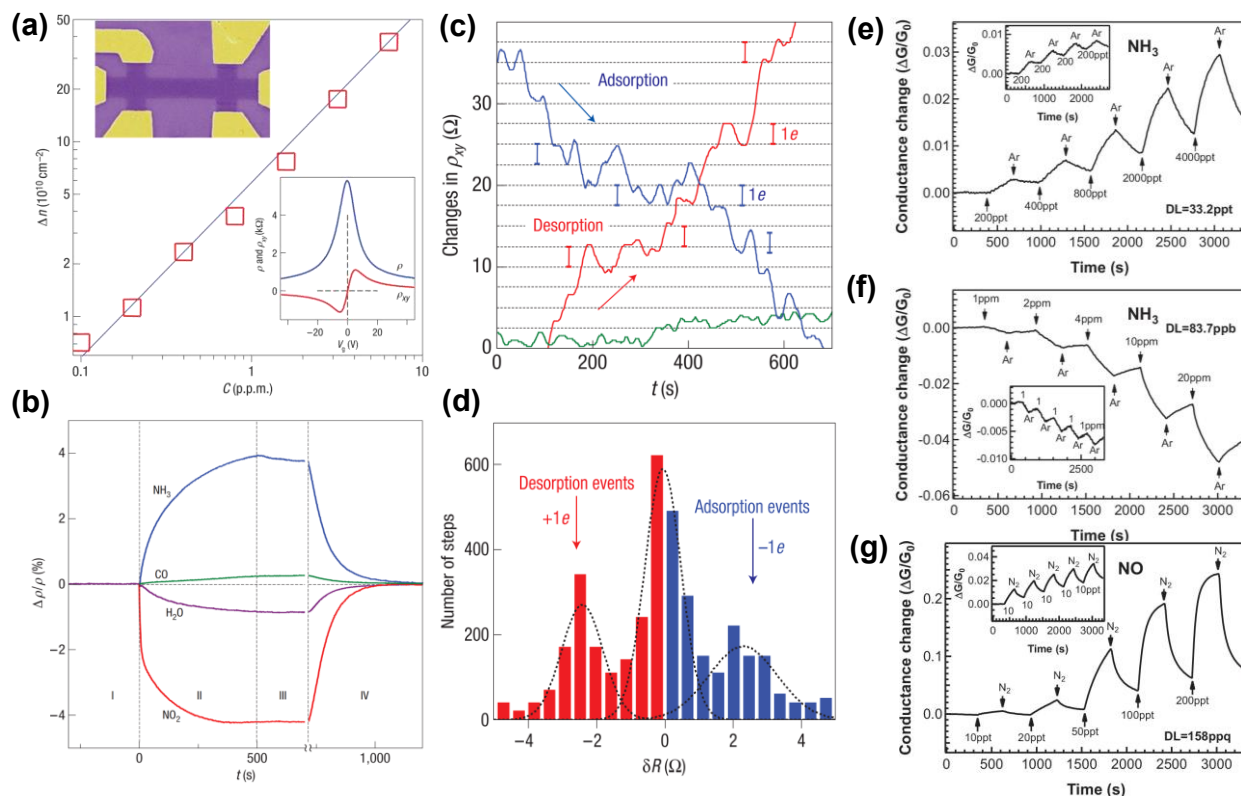 (a)
50
20
10
5
2
1
Δn (10¹⁰ cm⁻²)
0.1
1
10
C (p.p.m.)
ρ and ρxy (kΩ)
4
2
0
ρ
ρxy
−20
0
20
Vg (V)
(b)
Δρ/ρ (%)
4
2
0
−2
−4
NH₃
CO
H₂O
NO₂
I
II
III
IV
0
500
1,000
t (s)
(c)
Changes in ρxy (Ω)
30
20
10
0
Adsorption
Desorption
1e
1e
0
200
400
600
t (s)
(d)
Number of steps
600
400
200
0
Desorption events
+1e
Adsorption events
−1e
−4
−2
0
2
4
δR (Ω)
(e)
Conductance change (ΔG/G₀)
0.03
0.02
0.01
0.00
NH₃
ΔG/G₀
0.01
0.00
Ar
Ar
Ar
Ar
200
200
200
200ppt
0
1000
2000
Time (s)
Ar
Ar
Ar
Ar
Ar
200ppt
400ppt
800ppt
2000ppt
4000ppt
DL=33.2ppt
0
500
1000
1500
2000
2500
3000
Time (s)
(f)
Conductance change (ΔG/G₀)
0.00
-0.02
-0.04
-0.06
NH₃
DL=83.7ppb
1ppm
2ppm
4ppm
10ppm
20ppm
Ar
Ar
Ar
Ar
Ar
ΔG/G₀
0.000
-0.005
-0.010
1
1
1
1
1ppm
Ar
Ar
Ar
Ar
Ar
0
2500
Time (s)
0
500
1000
1500
2000
2500
3000
Time (s)
(g)
Conductance change (ΔG/G₀)
0.2
0.1
0.0
NO
ΔG/G₀
0.04
0.02
0.00
N₂
N₂
N₂
N₂
N₂
10
10
10
10
10ppt
0
1000
2000
3000
Time (s)
N₂
N₂
N₂
N₂
N₂
10ppt
20ppt
50ppt
100ppt
200ppt
DL=158ppq
0
500
1000
1500
2000
2500
3000
Time (s)